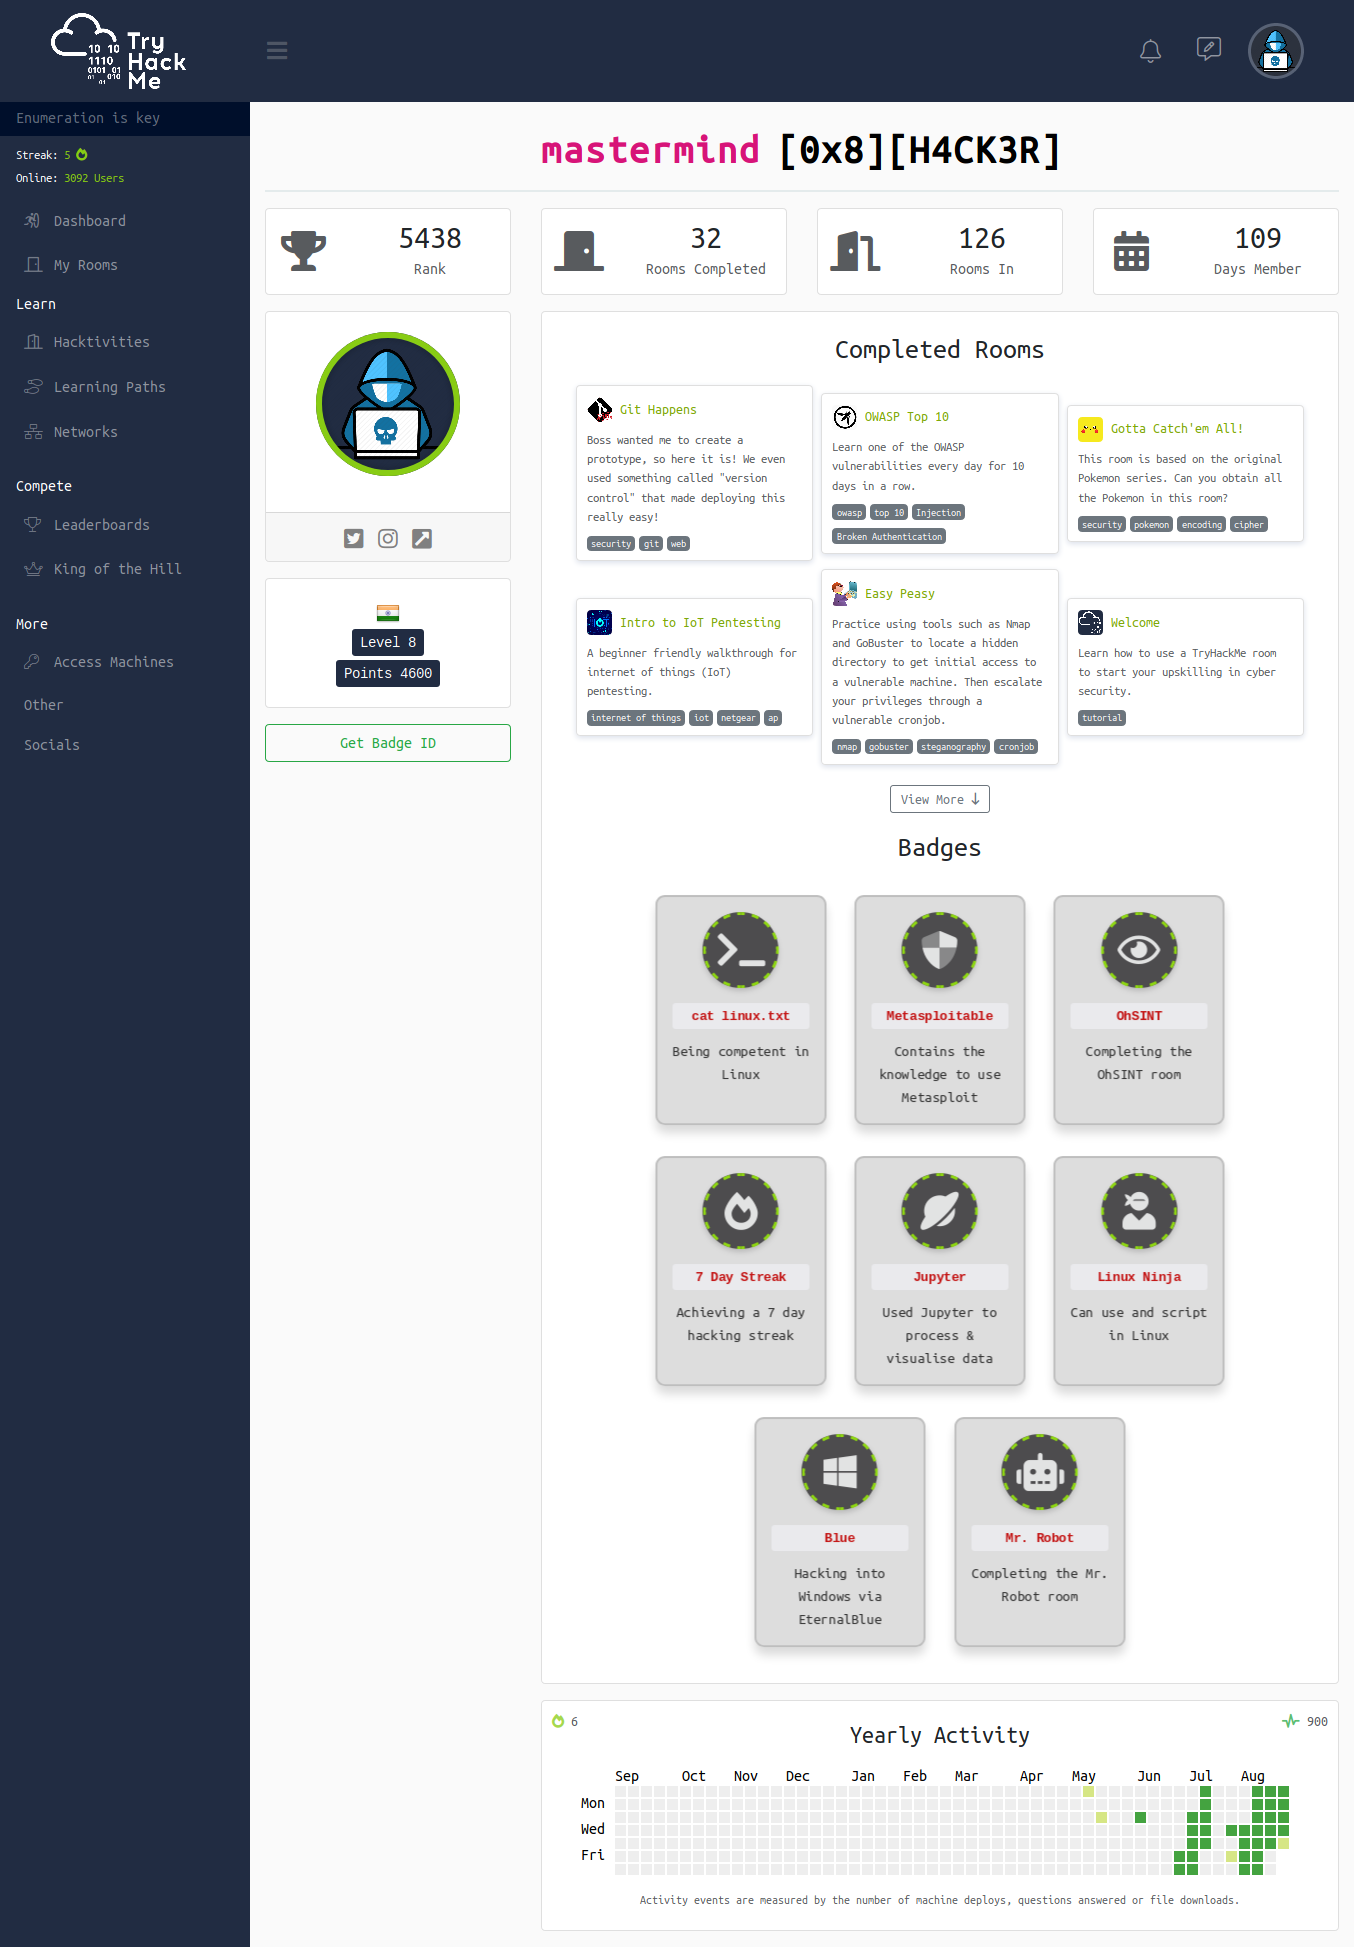 Try
Hack
Me
10 10
1110
0101 01
01 010
01
Enumeration is key
Streak: 5
Online: 3092 Users
Dashboard
My Rooms
Learn
Hacktivities
Learning Paths
Networks
Compete
Leaderboards
King of the Hill
More
Access Machines
Other
Socials
mastermind [0x8][H4CK3R]
5438
Rank
32
Rooms Completed
126
Rooms In
109
Days Member
Level 8
Points 4600
Get Badge ID
Completed Rooms
Git Happens
Boss wanted me to create a
prototype, so here it is! We even
used something called "version
control" that made deploying this
really easy!
security git web
OWASP Top 10
Learn one of the OWASP
vulnerabilities every day for 10
days in a row.
owasp top 10 Injection
Broken Authentication
Gotta Catch'em All!
This room is based on the original
Pokemon series. Can you obtain all
the Pokemon in this room?
security pokemon encoding cipher
Intro to IoT Pentesting
A beginner friendly walkthrough for
internet of things (IoT)
pentesting.
internet of things iot netgear ap
Easy Peasy
Practice using tools such as Nmap
and GoBuster to locate a hidden
directory to get initial access to
a vulnerable machine. Then escalate
your privileges through a
vulnerable cronjob.
nmap gobuster steganography cronjob
Welcome
Learn how to use a TryHackMe room
to start your upskilling in cyber
security.
tutorial
View More
Badges
cat linux.txt
Being competent in
Linux
Metasploitable
Contains the
knowledge to use
Metasploit
OhSINT
Completing the
OhSINT room
7 Day Streak
Achieving a 7 day
hacking streak
Jupyter
Used Jupyter to
process &
visualise data
Linux Ninja
Can use and script
in Linux
Blue
Hacking into
Windows via
EternalBlue
Mr. Robot
Completing the Mr.
Robot room
6
900
Yearly Activity
Sep Oct Nov Dec Jan Feb Mar Apr May Jun Jul Aug
Mon
Wed
Fri
Activity events are measured by the number of machine deploys, questions answered or file downloads.